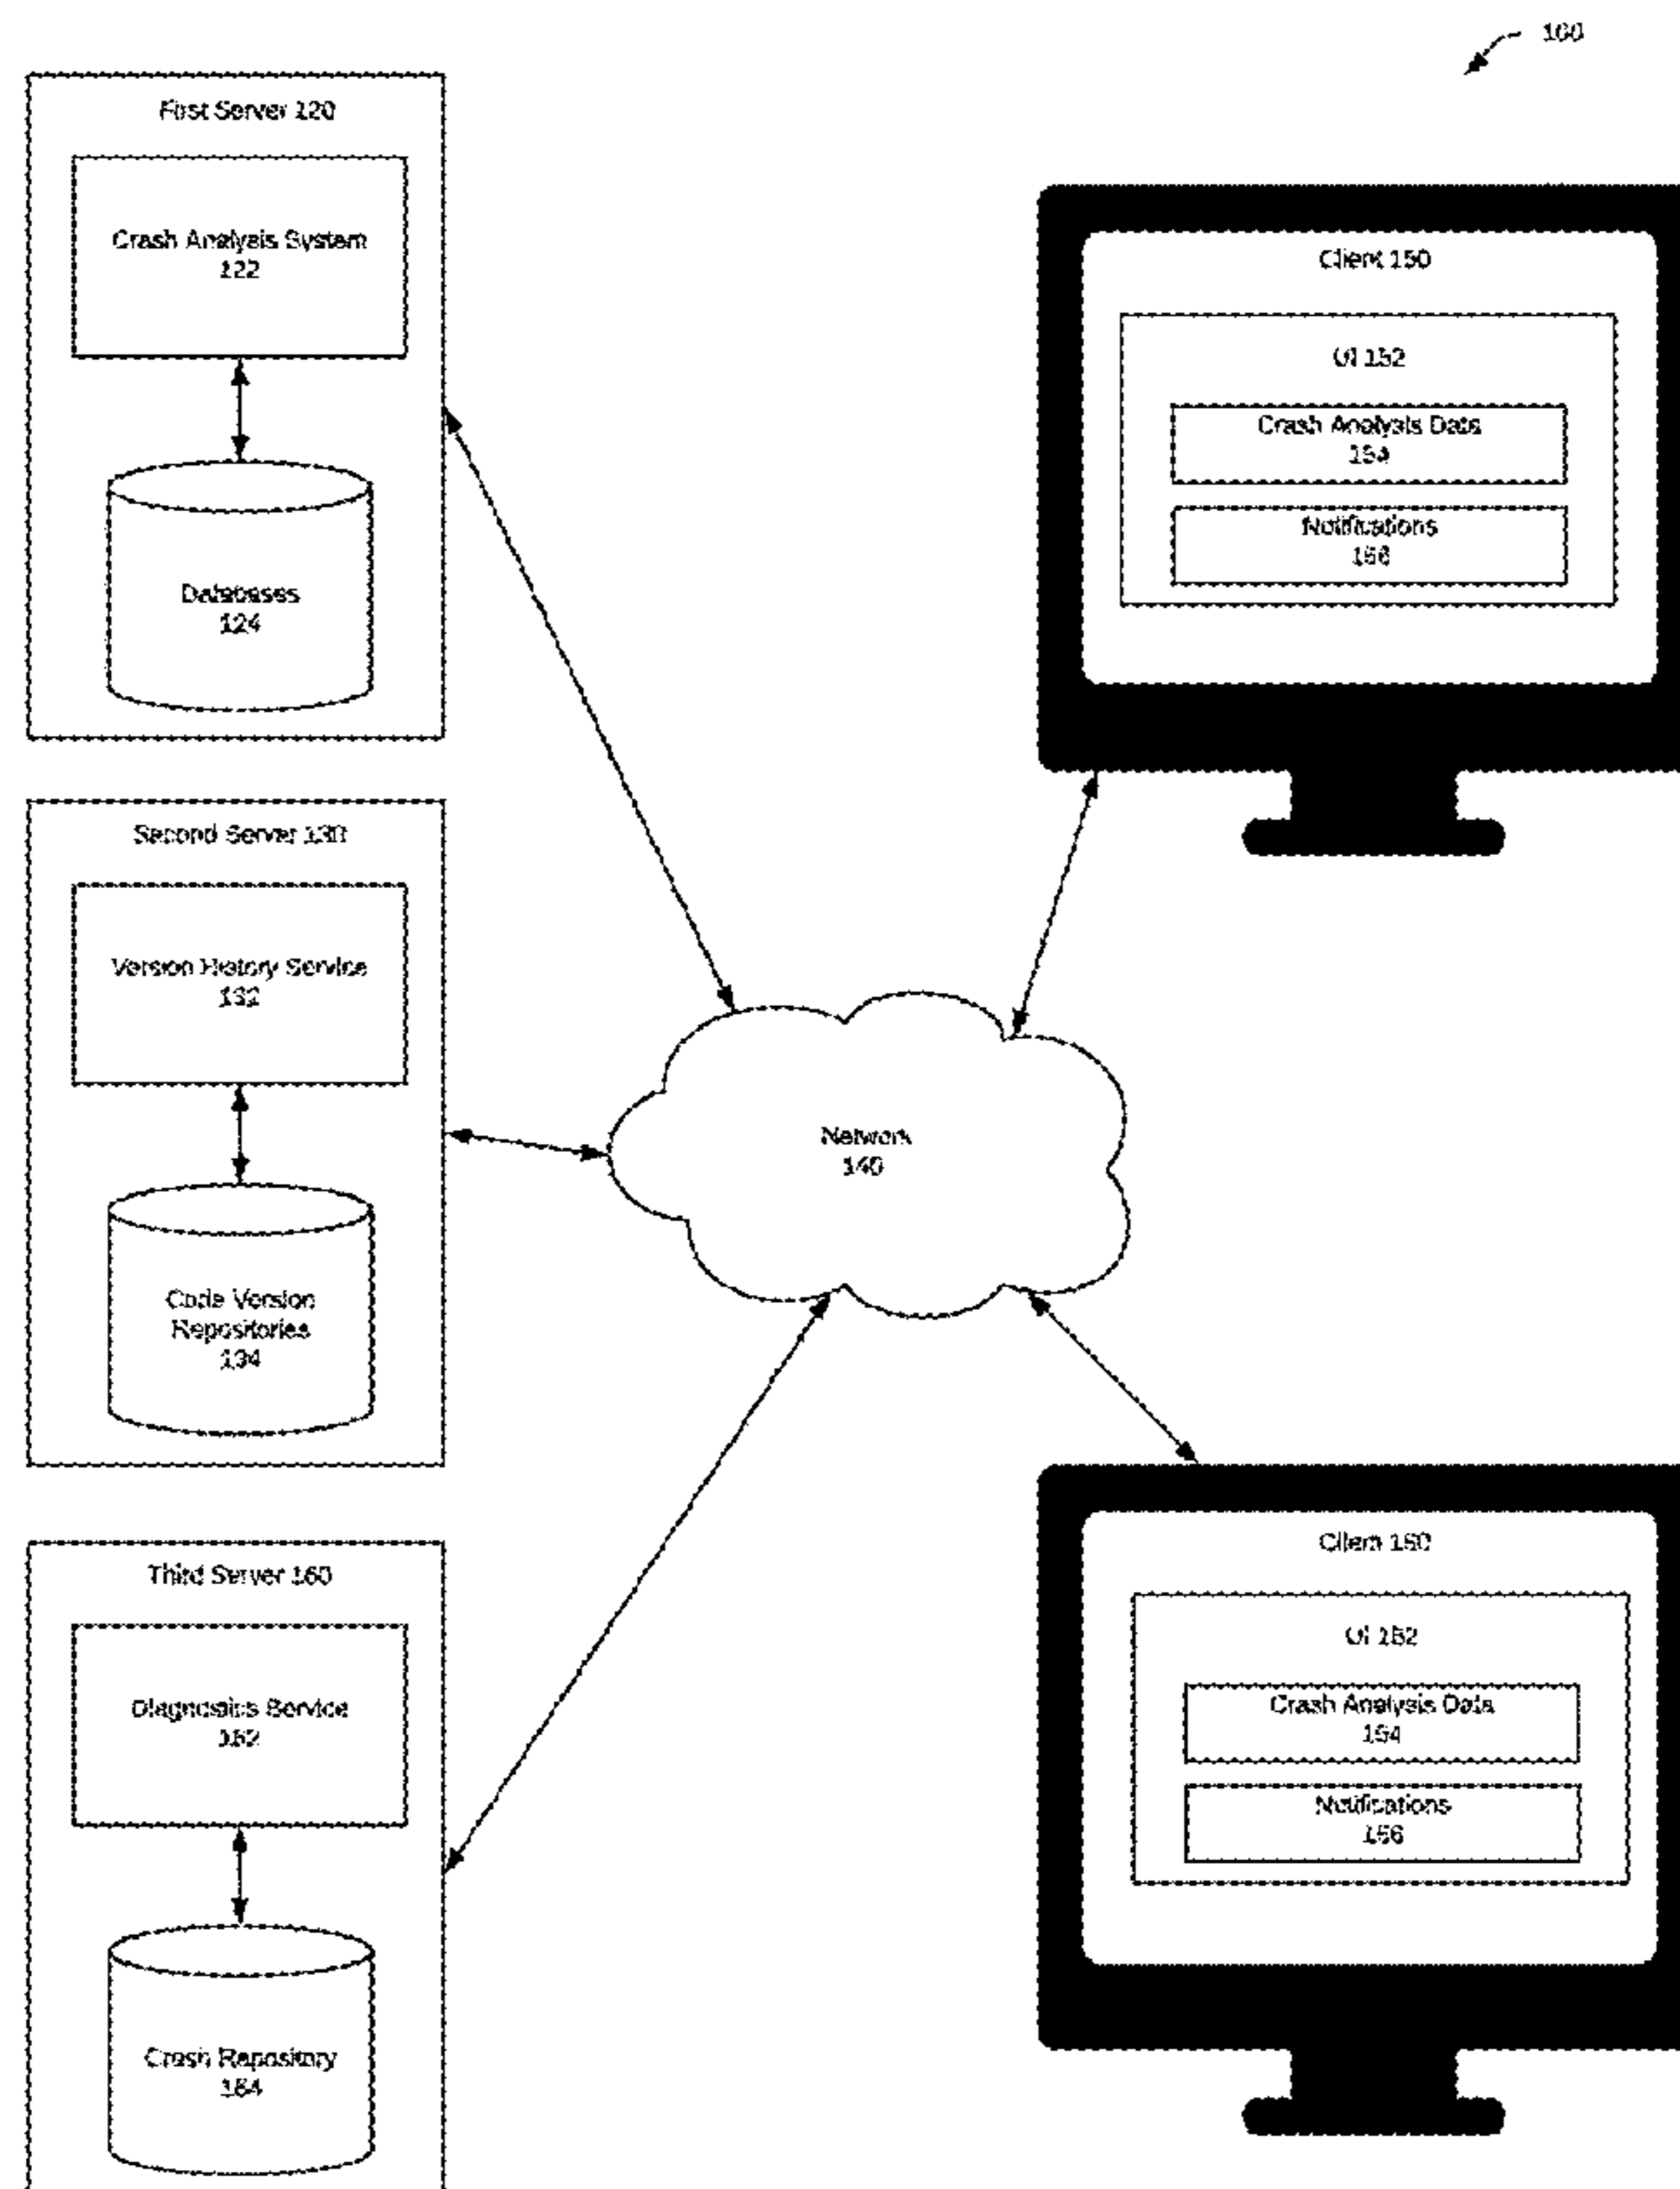 100
First Server 120
Crash Analysis System
122
Databases
124
Second Server 130
Version History Service
132
Code Version
Repositories
134
Third Server 160
Diagnostics Service
162
Crash Repository
164
Network
140
Client 150
UI 152
Crash Analysis Data
154
Notifications
156
Client 150
UI 152
Crash Analysis Data
154
Notifications
156